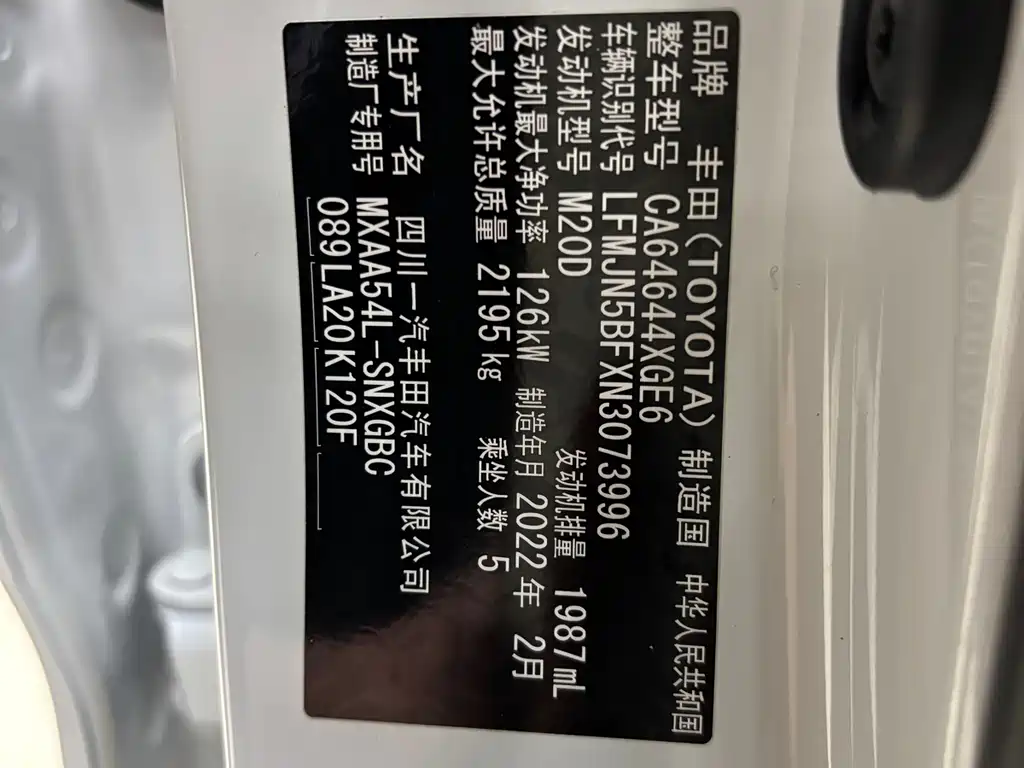 品牌 丰田(TOYOTA) 制造国 中华人民共和国
整车型号 CA64644XGE6
车辆识别代号 LFMJN5BFXN3073996
发动机型号 M20D 发动机排量 1987mL
发动机最大净功率 126kW 制造年月 2022年 2月
最大允许总质量 2195kg 乘坐人数 5
生产厂名 四川一汽丰田汽车有限公司
制造厂专用号 MXAA54L-SNXGBC
089LA20K120F